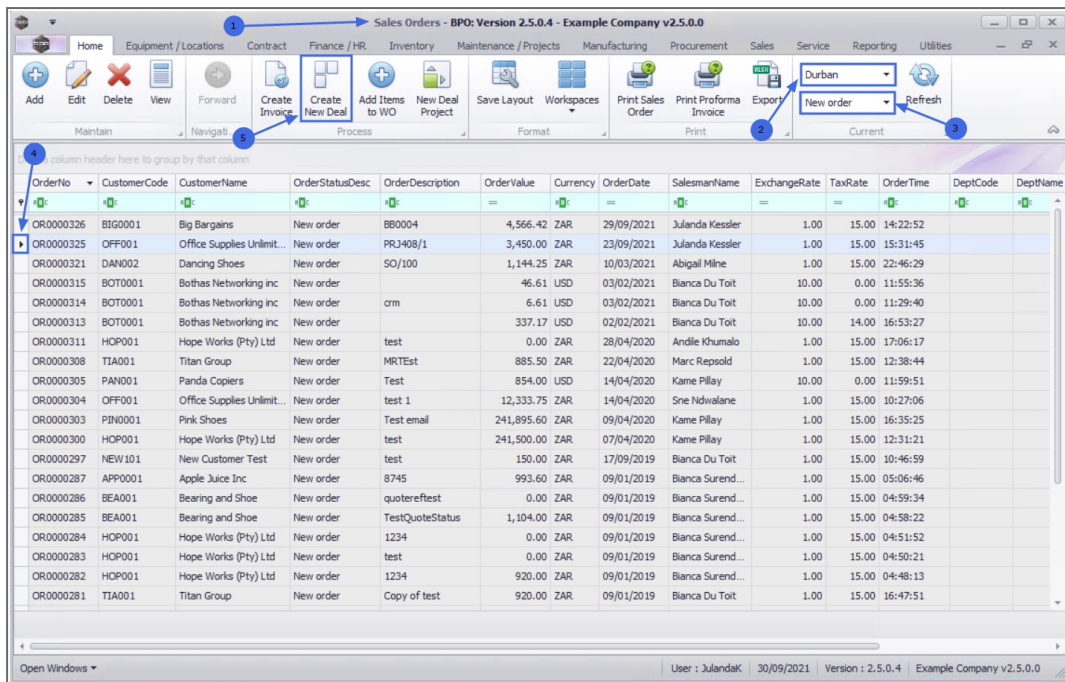 1
Sales Orders - BPO: Version 2.5.0.4 - Example Company v2.5.0.0
Home Equipment / Locations Contract Finance / HR Inventory Maintenance / Projects Manufacturing Procurement Sales Service Reporting Utilities
Add Edit Delete View Forward Create Invoice Create New Deal Add Items to WO New Deal Project Save Layout Workspaces Print Sales Order Print Proforma Invoice Export Durban New order Refresh
5 2 3
Maintain Navigati... Process Format Print Current
4
column header here to group by that column
OrderNo CustomerCode CustomerName OrderStatusDesc OrderDescription OrderValue Currency OrderDate SalesmanName ExchangeRate TaxRate OrderTime DeptCode DeptName
OR0000326 BIG0001 Big Bargains New order BB0004 4,566.42 ZAR 29/09/2021 Julanda Kessler 1.00 15.00 14:22:52
OR0000325 OFF001 Office Supplies Unlimit... New order PRJ408/1 3,450.00 ZAR 23/09/2021 Julanda Kessler 1.00 15.00 15:31:45
OR0000321 DAN002 Dancing Shoes New order SO/100 1,144.25 ZAR 10/03/2021 Abigail Milne 1.00 15.00 22:46:29
OR0000315 BOT0001 Bothas Networking inc New order 46.61 USD 03/02/2021 Bianca Du Toit 10.00 0.00 11:55:36
OR0000314 BOT0001 Bothas Networking inc New order crm 6.61 USD 03/02/2021 Bianca Du Toit 10.00 0.00 11:29:40
OR0000313 BOT0001 Bothas Networking inc New order 337.17 USD 02/02/2021 Bianca Du Toit 10.00 14.00 16:53:27
OR0000311 HOP001 Hope Works (Pty) Ltd New order test 0.00 ZAR 28/04/2020 Andile Khumalo 1.00 15.00 17:06:17
OR0000308 TIA001 Titan Group New order MRTEst 885.50 ZAR 22/04/2020 Marc Repsold 1.00 15.00 12:38:44
OR0000305 PAN001 Panda Copiers New order Test 854.00 USD 14/04/2020 Kame Pillay 10.00 0.00 11:59:51
OR0000304 OFF001 Office Supplies Unlimit... New order test 1 12,333.75 ZAR 14/04/2020 Sne Ndwalane 1.00 15.00 10:27:06
OR0000303 PIN0001 Pink Shoes New order Test email 241,895.60 ZAR 09/04/2020 Kame Pillay 1.00 15.00 16:35:25
OR0000300 HOP001 Hope Works (Pty) Ltd New order test 241,500.00 ZAR 07/04/2020 Kame Pillay 1.00 15.00 12:31:21
OR0000297 NEW101 New Customer Test New order test 150.00 ZAR 17/09/2019 Bianca Du Toit 1.00 15.00 10:46:59
OR0000287 APP0001 Apple Juice Inc New order 8745 993.60 ZAR 09/01/2019 Bianca Surend... 1.00 15.00 05:06:46
OR0000286 BEA001 Bearing and Shoe New order quotereftest 0.00 ZAR 09/01/2019 Bianca Surend... 1.00 15.00 04:59:34
OR0000285 BEA001 Bearing and Shoe New order TestQuoteStatus 1,104.00 ZAR 09/01/2019 Bianca Surend... 1.00 15.00 04:58:22
OR0000284 HOP001 Hope Works (Pty) Ltd New order 1234 0.00 ZAR 09/01/2019 Bianca Surend... 1.00 15.00 04:51:52
OR0000283 HOP001 Hope Works (Pty) Ltd New order test 0.00 ZAR 09/01/2019 Bianca Surend... 1.00 15.00 04:50:21
OR0000282 HOP001 Hope Works (Pty) Ltd New order 1234 920.00 ZAR 09/01/2019 Bianca Surend... 1.00 15.00 04:48:13
OR0000281 TIA001 Titan Group New order Copy of test 920.00 ZAR 09/01/2019 Bianca Du Toit 1.00 15.00 16:47:51
Open Windows User : JulandaK 30/09/2021 Version : 2.5.0.4 Example Company v2.5.0.0